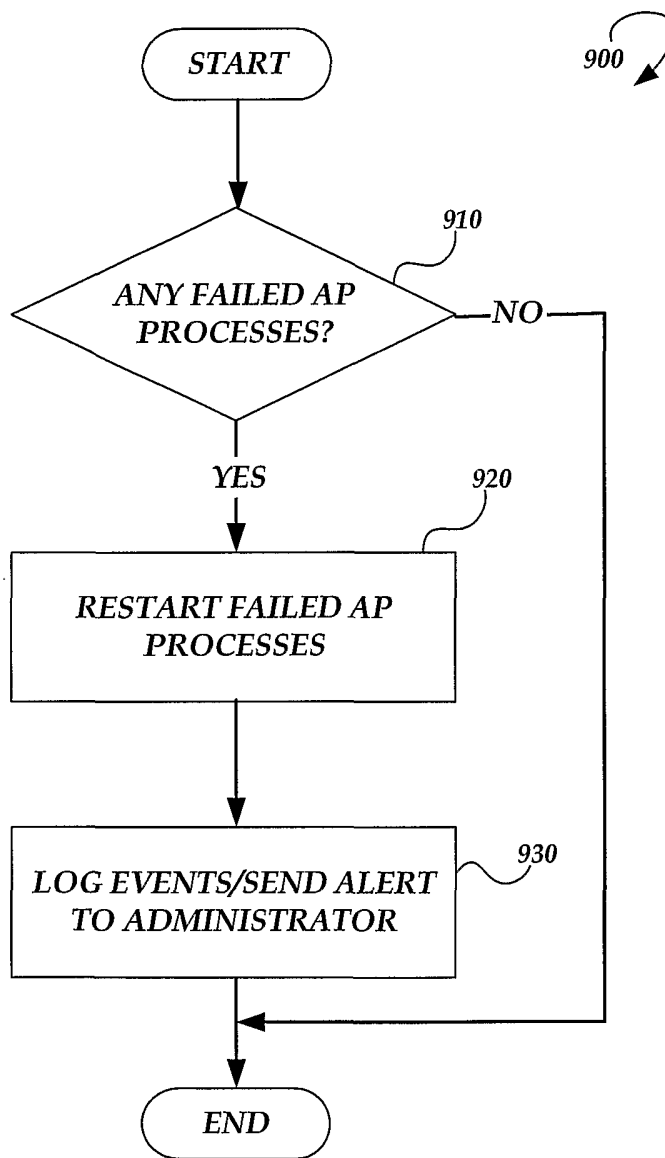 START
900
910
ANY FAILED AP
PROCESSES?
NO
YES
920
RESTART FAILED AP
PROCESSES
930
LOG EVENTS/SEND ALERT
TO ADMINISTRATOR
END